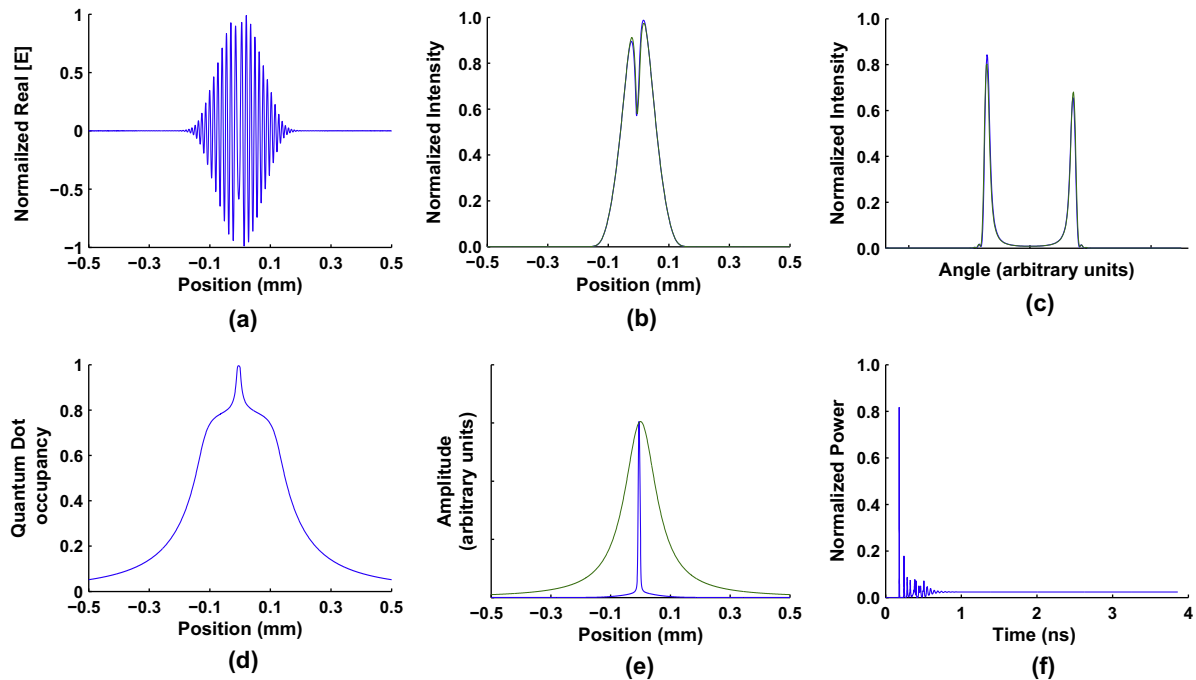 Normailzed Real [E]
1
0.5
0
−0.5
−1
−0.5 −0.3 −0.1 0.1 0.3 0.5
Position (mm)
(a)
Normalized Intensity
1.0
0.8
0.6
0.4
0.2
0.0
−0.5 −0.3 −0.1 0.1 0.3 0.5
Position (mm)
(b)
Normalized Intensity
1.0
0.8
0.6
0.4
0.2
0.0
Angle (arbitrary units)
(c)
Quantum Dot
occupancy
1
0.8
0.6
0.4
0.2
0
−0.5 −0.3 −0.1 0.1 0.3 0.5
Position (mm)
(d)
Amplitude
(arbitrary units)
−0.5 −0.3 −0.1 0.1 0.3 0.5
Position (mm)
(e)
Normalized Power
1.0
0.8
0.6
0.4
0.2
0.0
0 1 2 3 4
Time (ns)
(f)